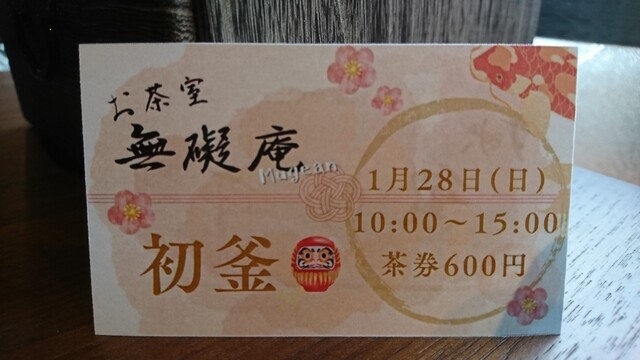 お茶室
無礙庵
Mugean
初釜
1月28日(日)
10:00～15:00
茶券600円